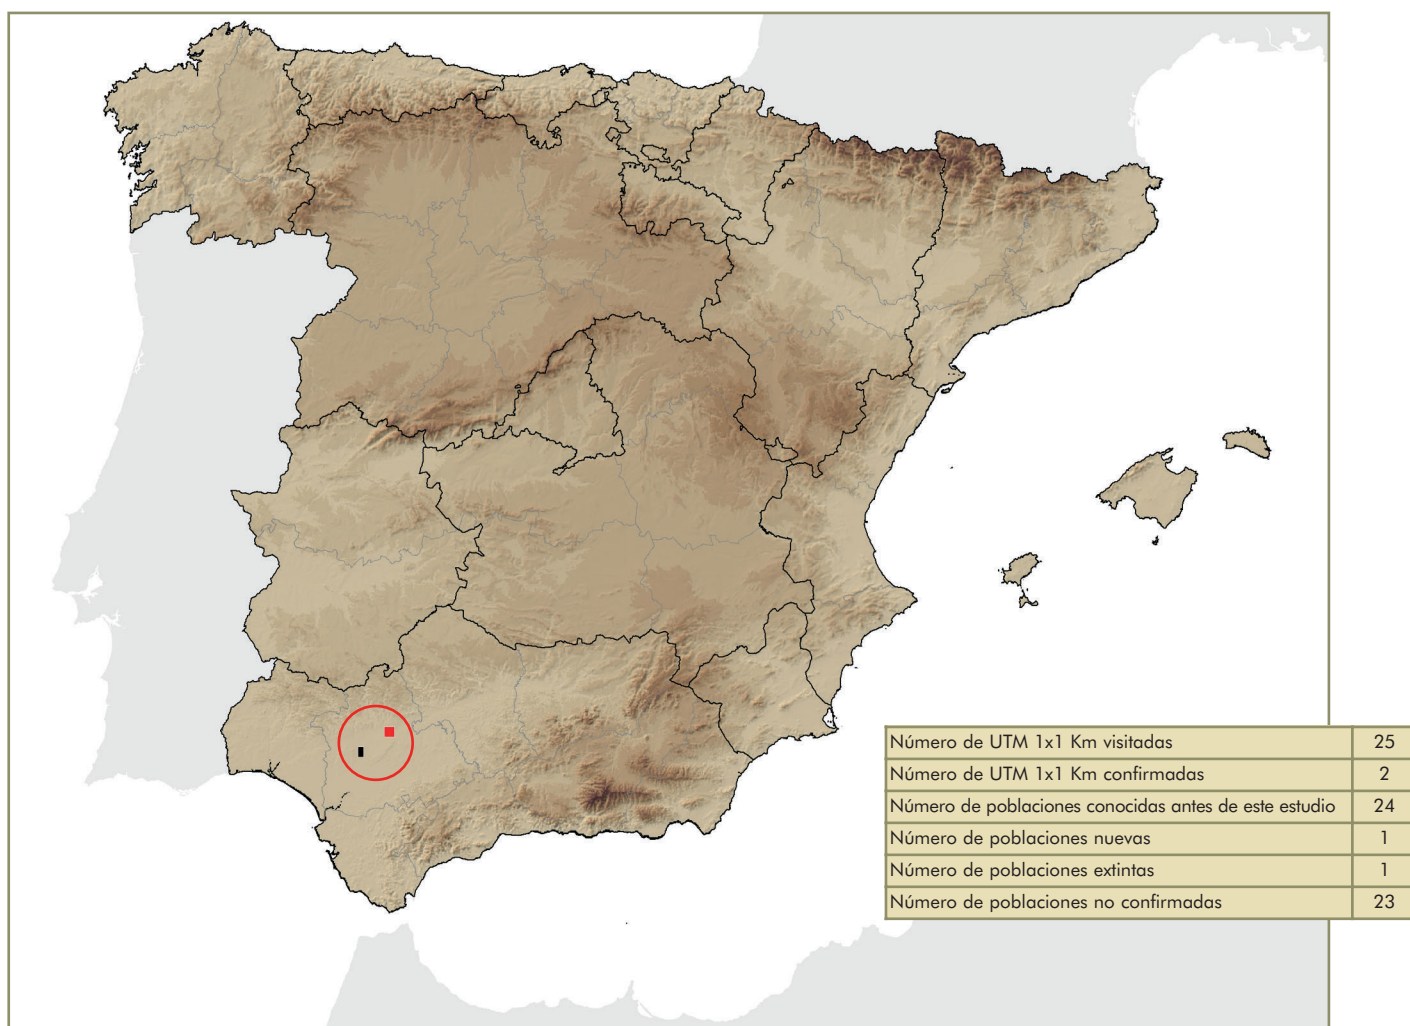 Número de UTM 1x1 Km visitadas 25
Número de UTM 1x1 Km confirmadas 2
Número de poblaciones conocidas antes de este estudio 24
Número de poblaciones nuevas 1
Número de poblaciones extintas 1
Número de poblaciones no confirmadas 23